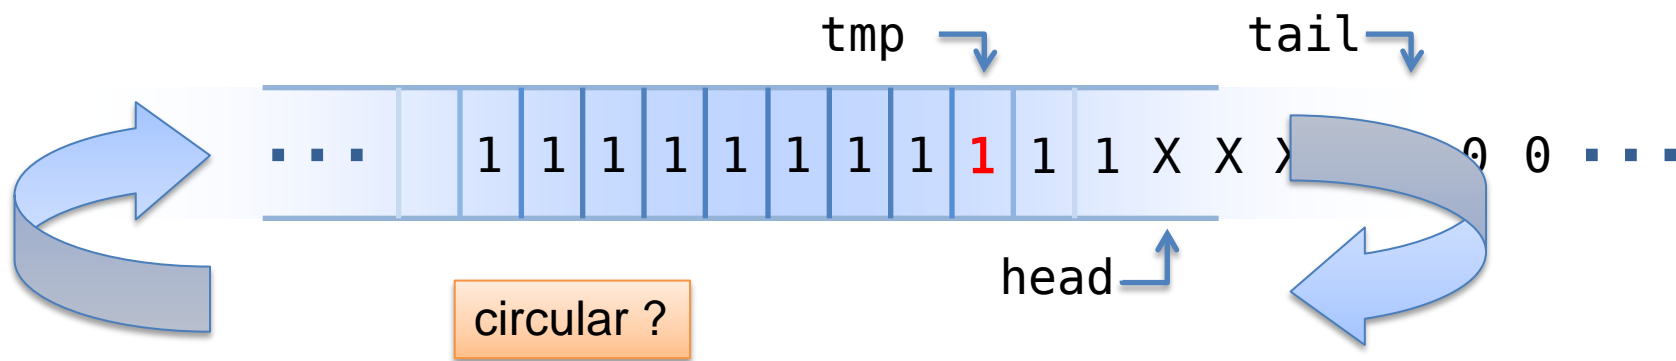 tmp tail
... 1 1 1 1 1 1 1 1 1 1 1 X X X 0 0 ...
head
circular ?